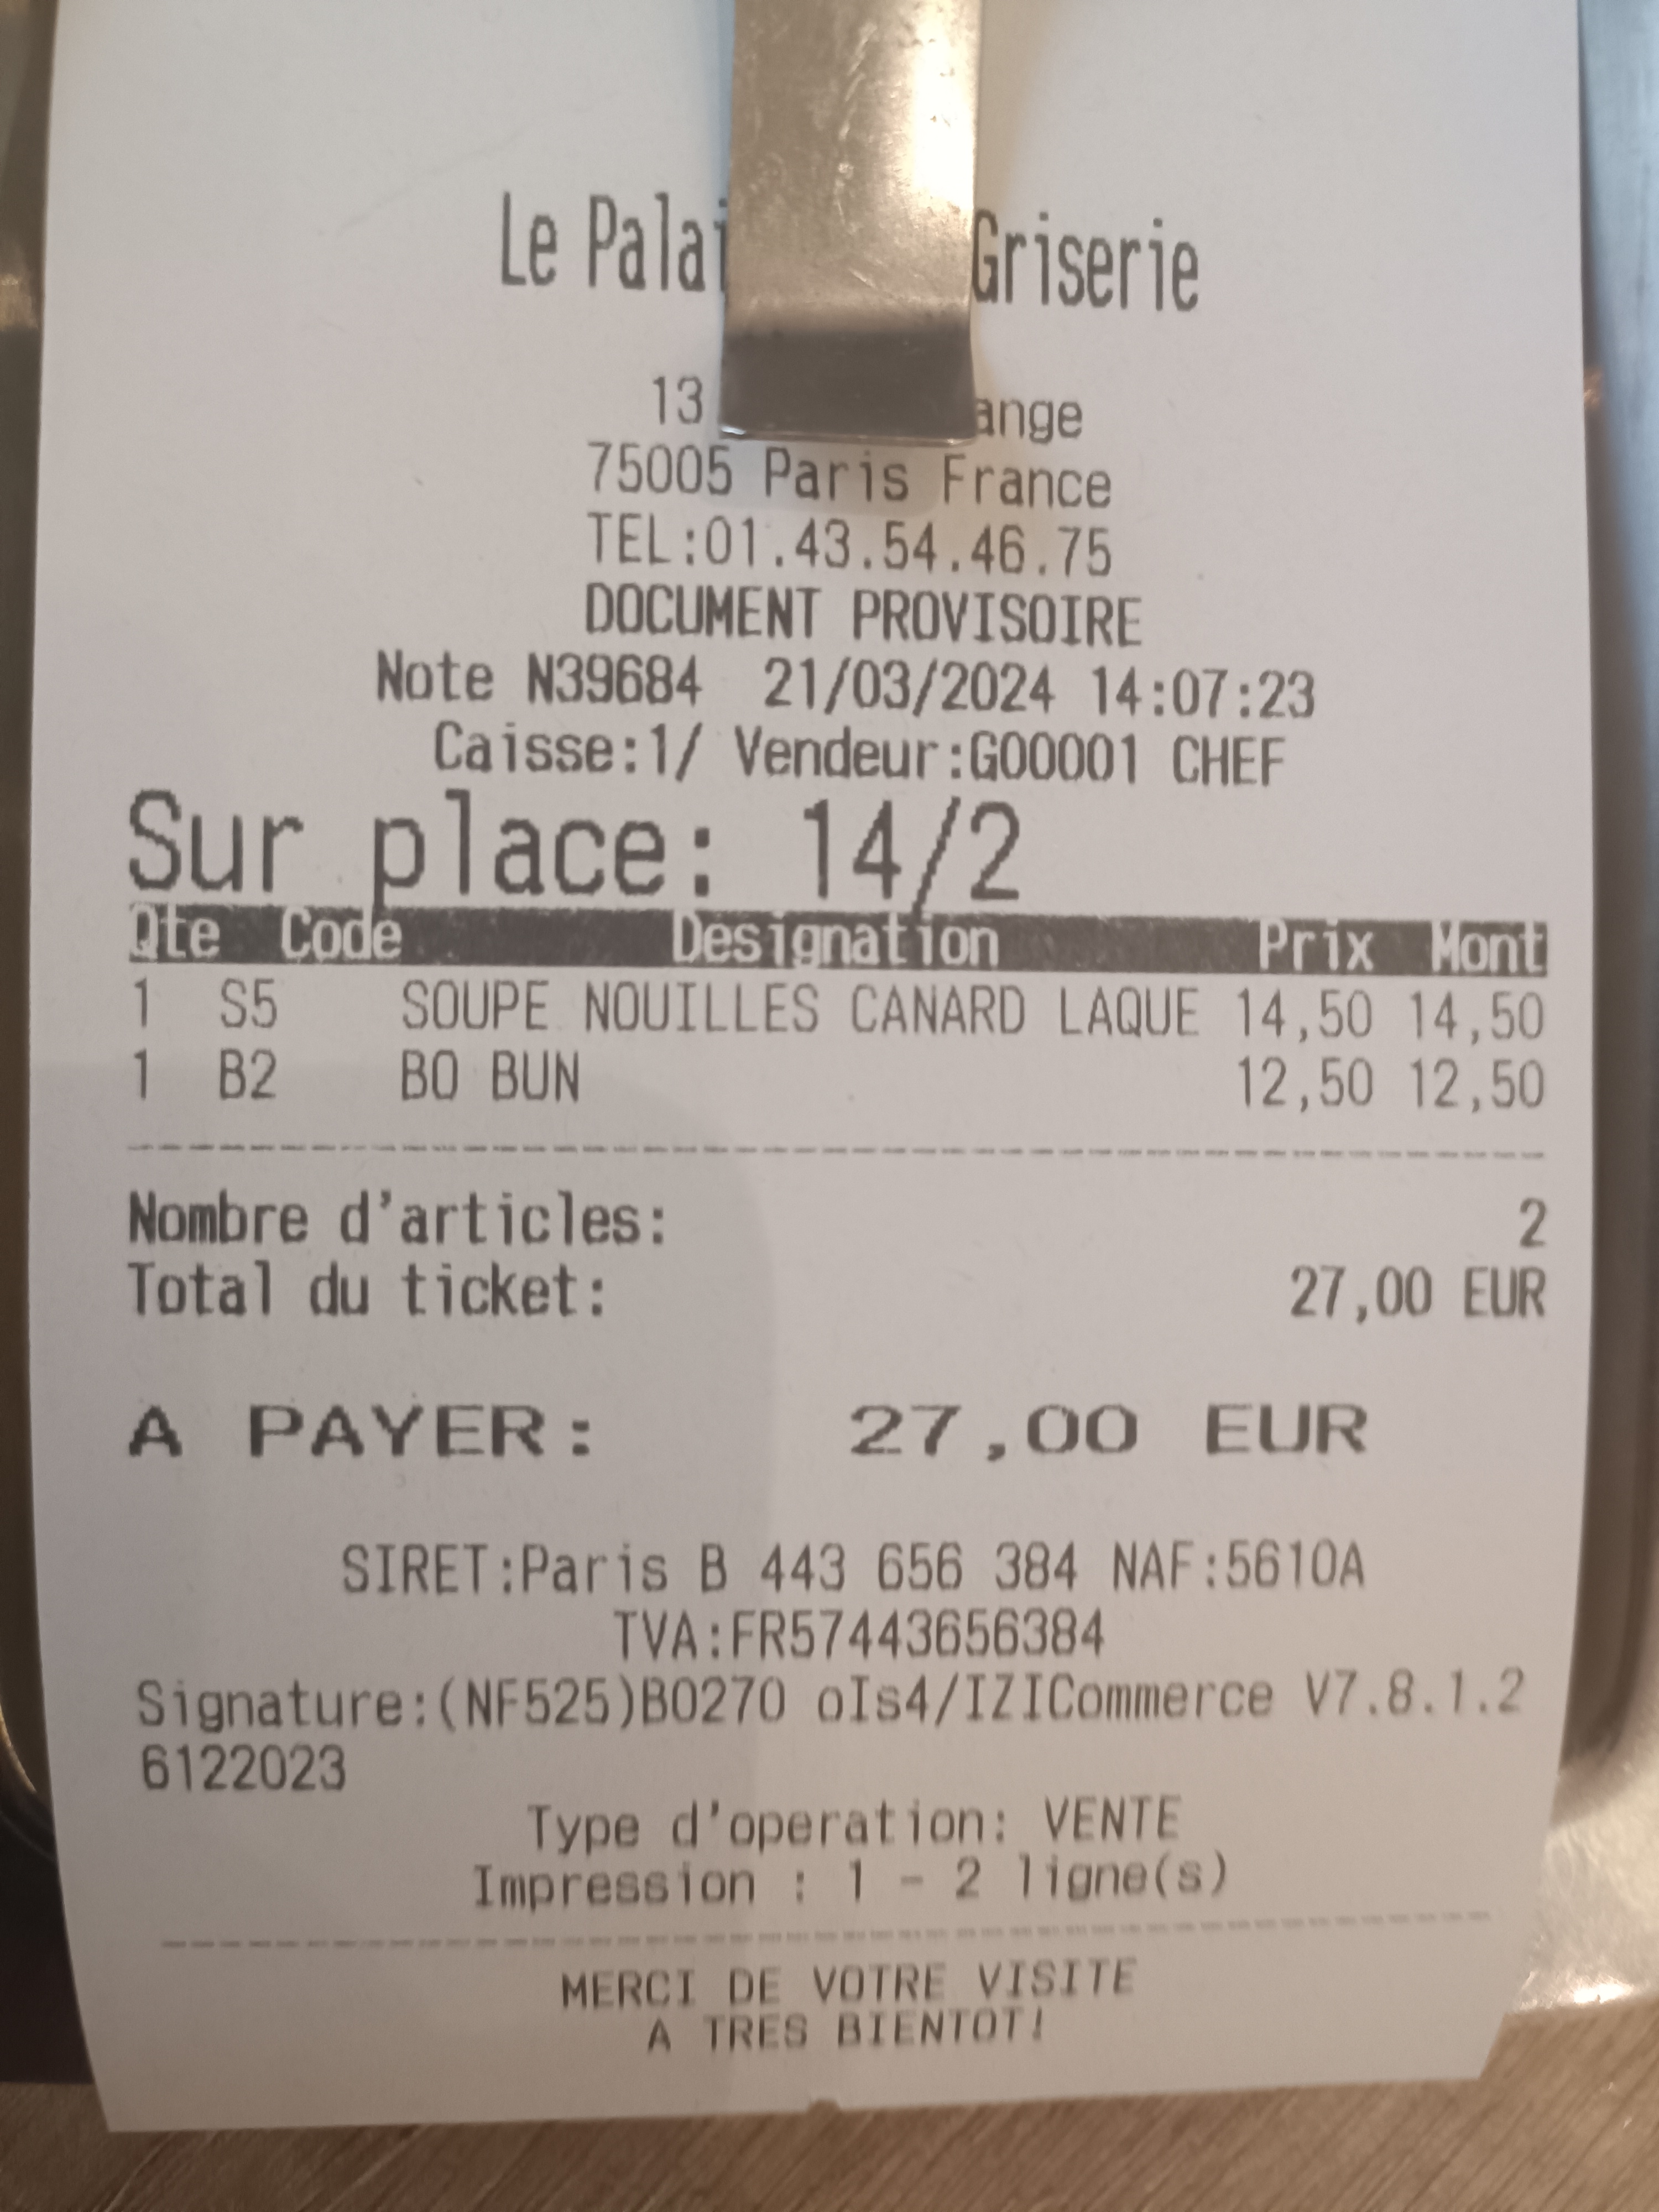 Le Griserie
13
75005 Paris France
TEL:01.43.54.46.75
DOCUMENT PROVISOIRE
Note N39684 21/03/2024 14:07:23
Caisse:1/ Vendeur:G00001 CHEF
Sur place: 14/2
Qte Code Designation Prix Mont
1 S5 SOUPE NOUILLES CANARD LAQUE 14,50 14,50
1 B2 BO BUN 12,50 12,50
Nombre d'articles: 2
Total du ticket: 27,00 EUR
A PAYER: 27,00 EUR
SIRET:Paris B 443 656 384 NAF:5610A
TVA:FR57443656384
Signature:(NF525)B0270 oIs4/IZICommerce V7.8.1.2
6122023
Type d'operation: VENTE
Impression : 1 - 2 ligne(s)
MERCI DE VOTRE VISITE
A TRES BIENTOT!